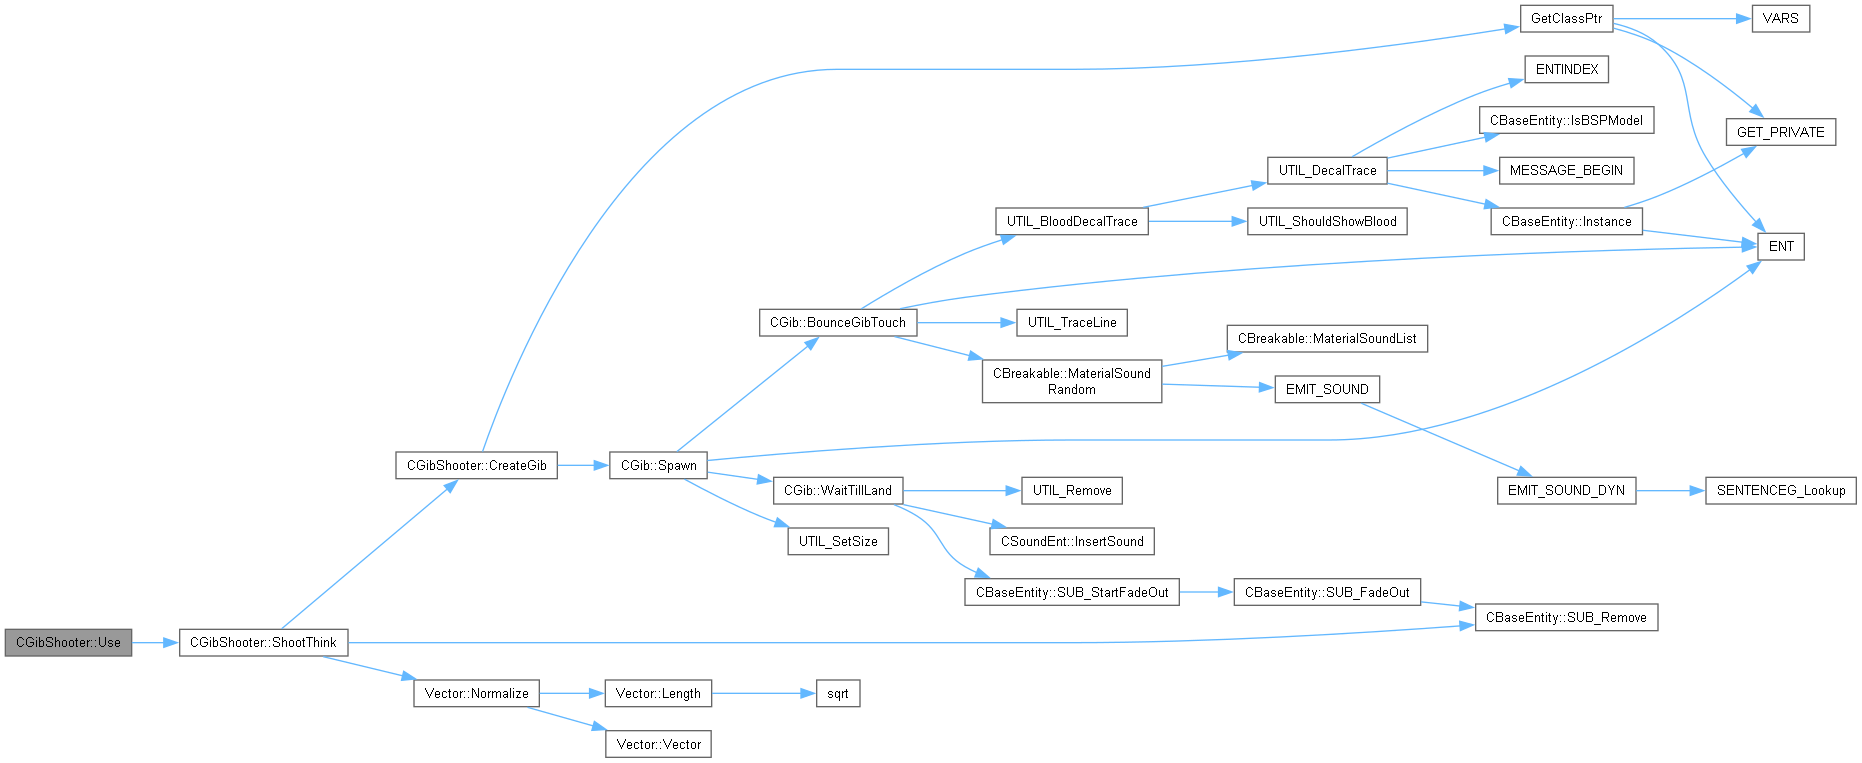 GetClassPtr
VARS
ENTINDEX
CBaseEntity::IsBSPModel
GET_PRIVATE
UTIL_DecalTrace
MESSAGE_BEGIN
UTIL_BloodDecalTrace
UTIL_ShouldShowBlood
CBaseEntity::Instance
ENT
CGib::BounceGibTouch
UTIL_TraceLine
CBreakable::MaterialSoundList
CBreakable::MaterialSound
Random
EMIT_SOUND
CGibShooter::CreateGib
CGib::Spawn
CGib::WaitTillLand
UTIL_Remove
EMIT_SOUND_DYN
SENTENCEG_Lookup
UTIL_SetSize
CSoundEnt::InsertSound
CBaseEntity::SUB_StartFadeOut
CBaseEntity::SUB_FadeOut
CBaseEntity::SUB_Remove
CGibShooter::Use
CGibShooter::ShootThink
Vector::Normalize
Vector::Length
sqrt
Vector::Vector